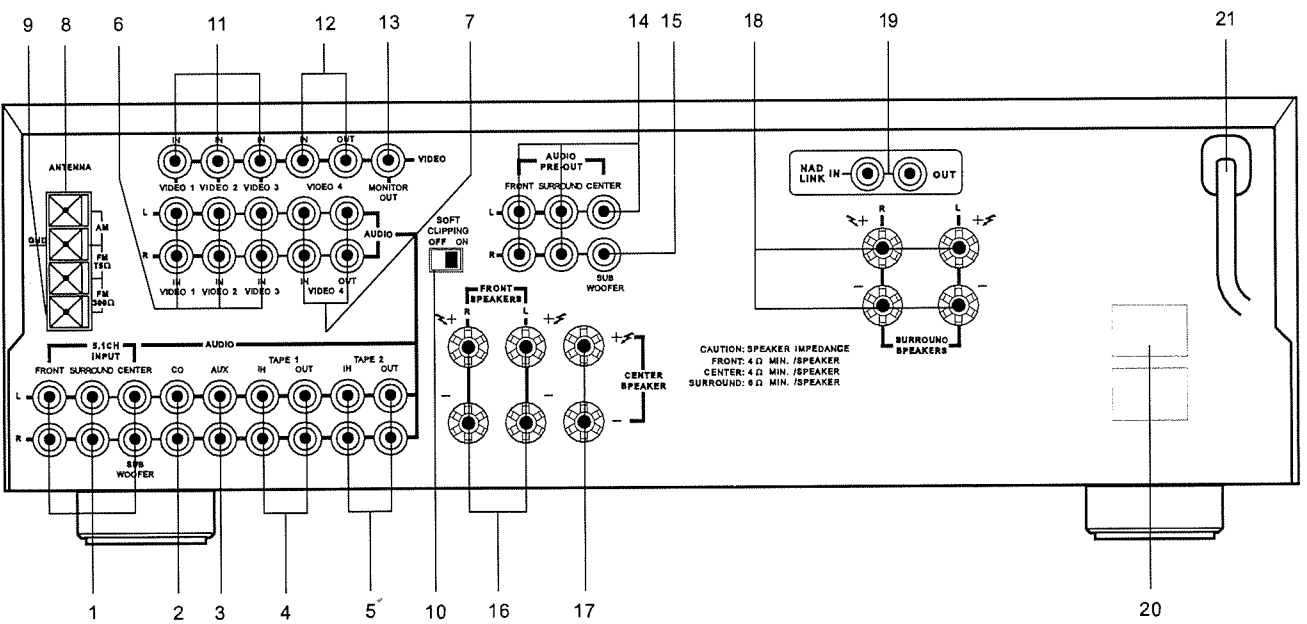 9 8 6 11 12 13 7 14 15 18 19 21
IN IN IN IN OUT
VIDEO
VIDEO 1 VIDEO 2 VIDEO 3 VIDEO 4 MONITOR
OUT
ANTENNA
AM
GND
FM
75Ω
FM
300Ω
L
R
AUDIO
IN IN IN IN OUT
VIDEO 1 VIDEO 2 VIDEO 3 VIDEO 4
SOFT
CLIPPING
OFF ON
AUDIO
PRE-OUT
FRONT SURROUND CENTER
L
R
SUB
WOOFER
NAD
LINK IN OUT
R L
+ +
− −
SURROUND
SPEAKERS
FRONT
SPEAKERS
R L
+ + +
− − −
CENTER
SPEAKER
CAUTION: SPEAKER IMPEDANCE
FRONT: 4 Ω MIN. /SPEAKER
CENTER: 4 Ω MIN. /SPEAKER
SURROUND: 6 Ω MIN. /SPEAKER
5.1CH
INPUT
AUDIO
FRONT SURROUND CENTER CO AUX
TAPE 1
IH OUT
TAPE 2
IH OUT
L
R
SUB
WOOFER
1 2 3 4 5 10 16 17 20